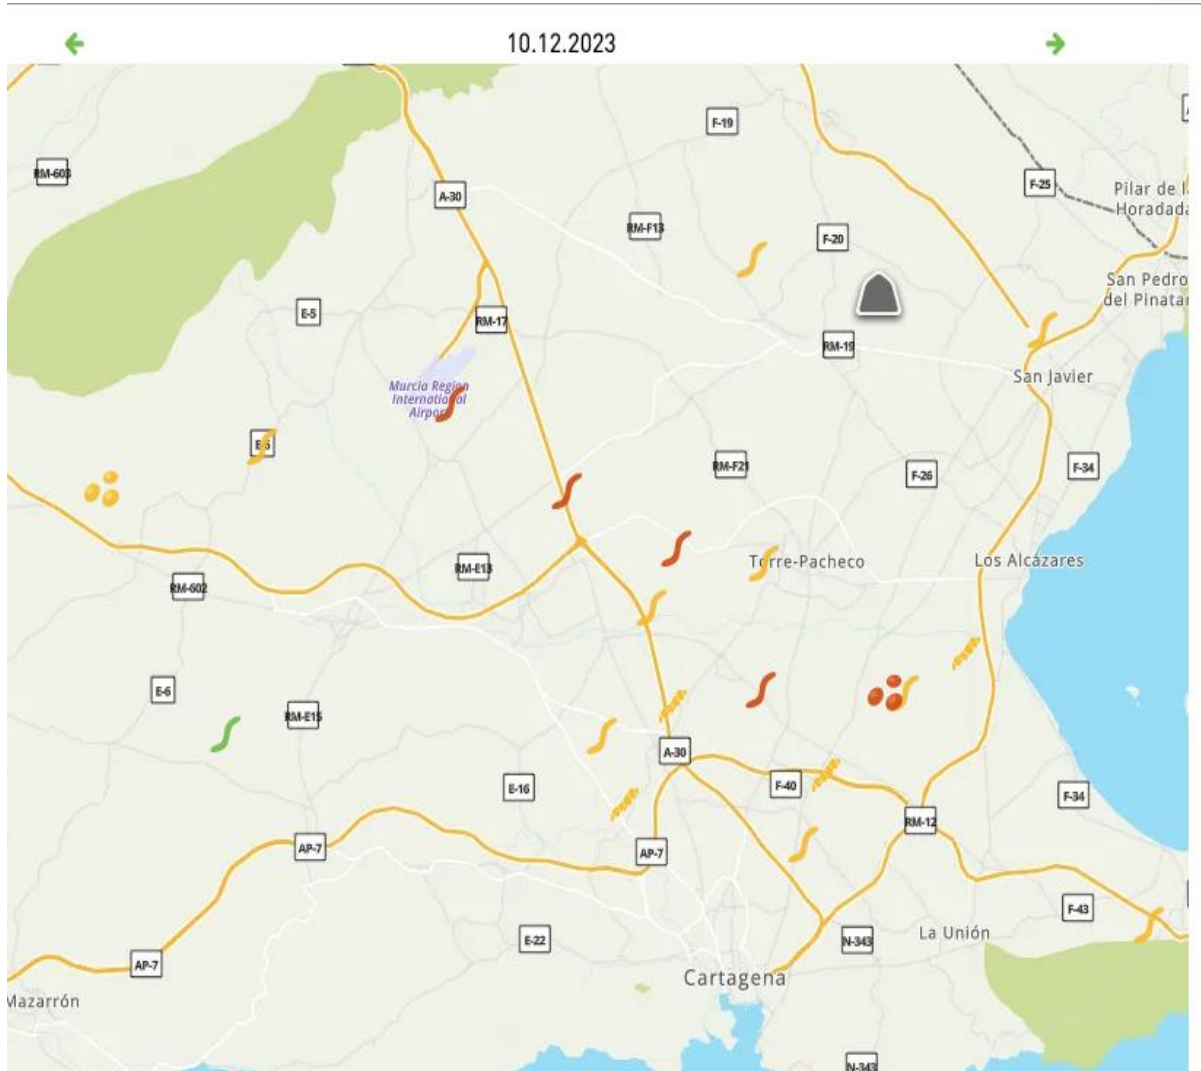 10.12.2023
F-19
RM-603
A-30
F-25
Pilar de l
Horadada
RM-F13
F-20
San Pedro
del Pinatar
E-5
RM-17
RM-19
San Javier
Murcia Region
International
Airport
RM-F21
F-26
F-34
RM-E13
Torre-Pacheco
Los Alcázares
RM-602
E-6
RM-E15
A-30
E-16
F-40
F-34
RM-12
AP-7
AP-7
F-43
La Unión
E-22
N-343
AP-7
Cartagena
Mazarrón
N-343